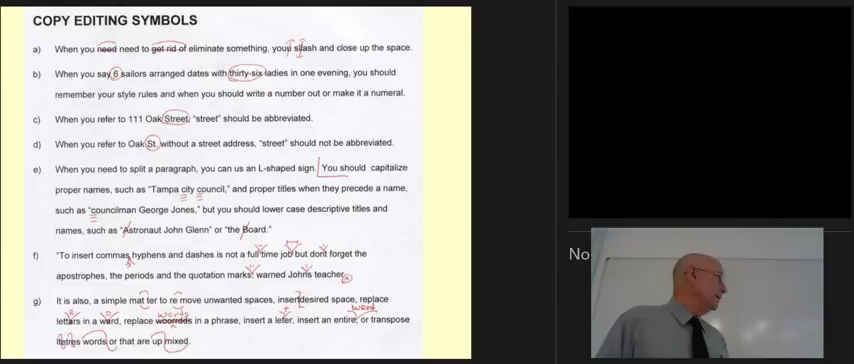 COPY EDITING SYMBOLS
a) When you need need to get rid of eliminate something, youu sllash and close up the space.
b) When you say 6 sailors arranged dates with thirty-six ladies in one evening, you should
remember your style rules and when you should write a number out or make it a numeral.
c) When you refer to 111 Oak Street, “street” should be abbreviated.
d) When you refer to Oak St. without a street address, “street” should not be abbreviated.
e) When you need to split a paragraph, you can us an L-shaped sign. You should capitalize
proper names, such as “Tampa city council,” and proper titles when they precede a name,
such as “councilman George Jones,” but you should lower case descriptive titles and
names, such as “Astronaut John Glenn” or “the Board.”
f) “To insert commas hyphens and dashes is not a full time job but dont forget the
apostrophes, the periods and the quotation marks, warned Johns teacher
g) It is also, a simple mat ter to re move unwanted spaces, insertdesired space, replace
words
word
letters in a ward, replace woorrdds in a phrase, insert a leter, insert an entire, or transpose
words or that are up mixed.
No